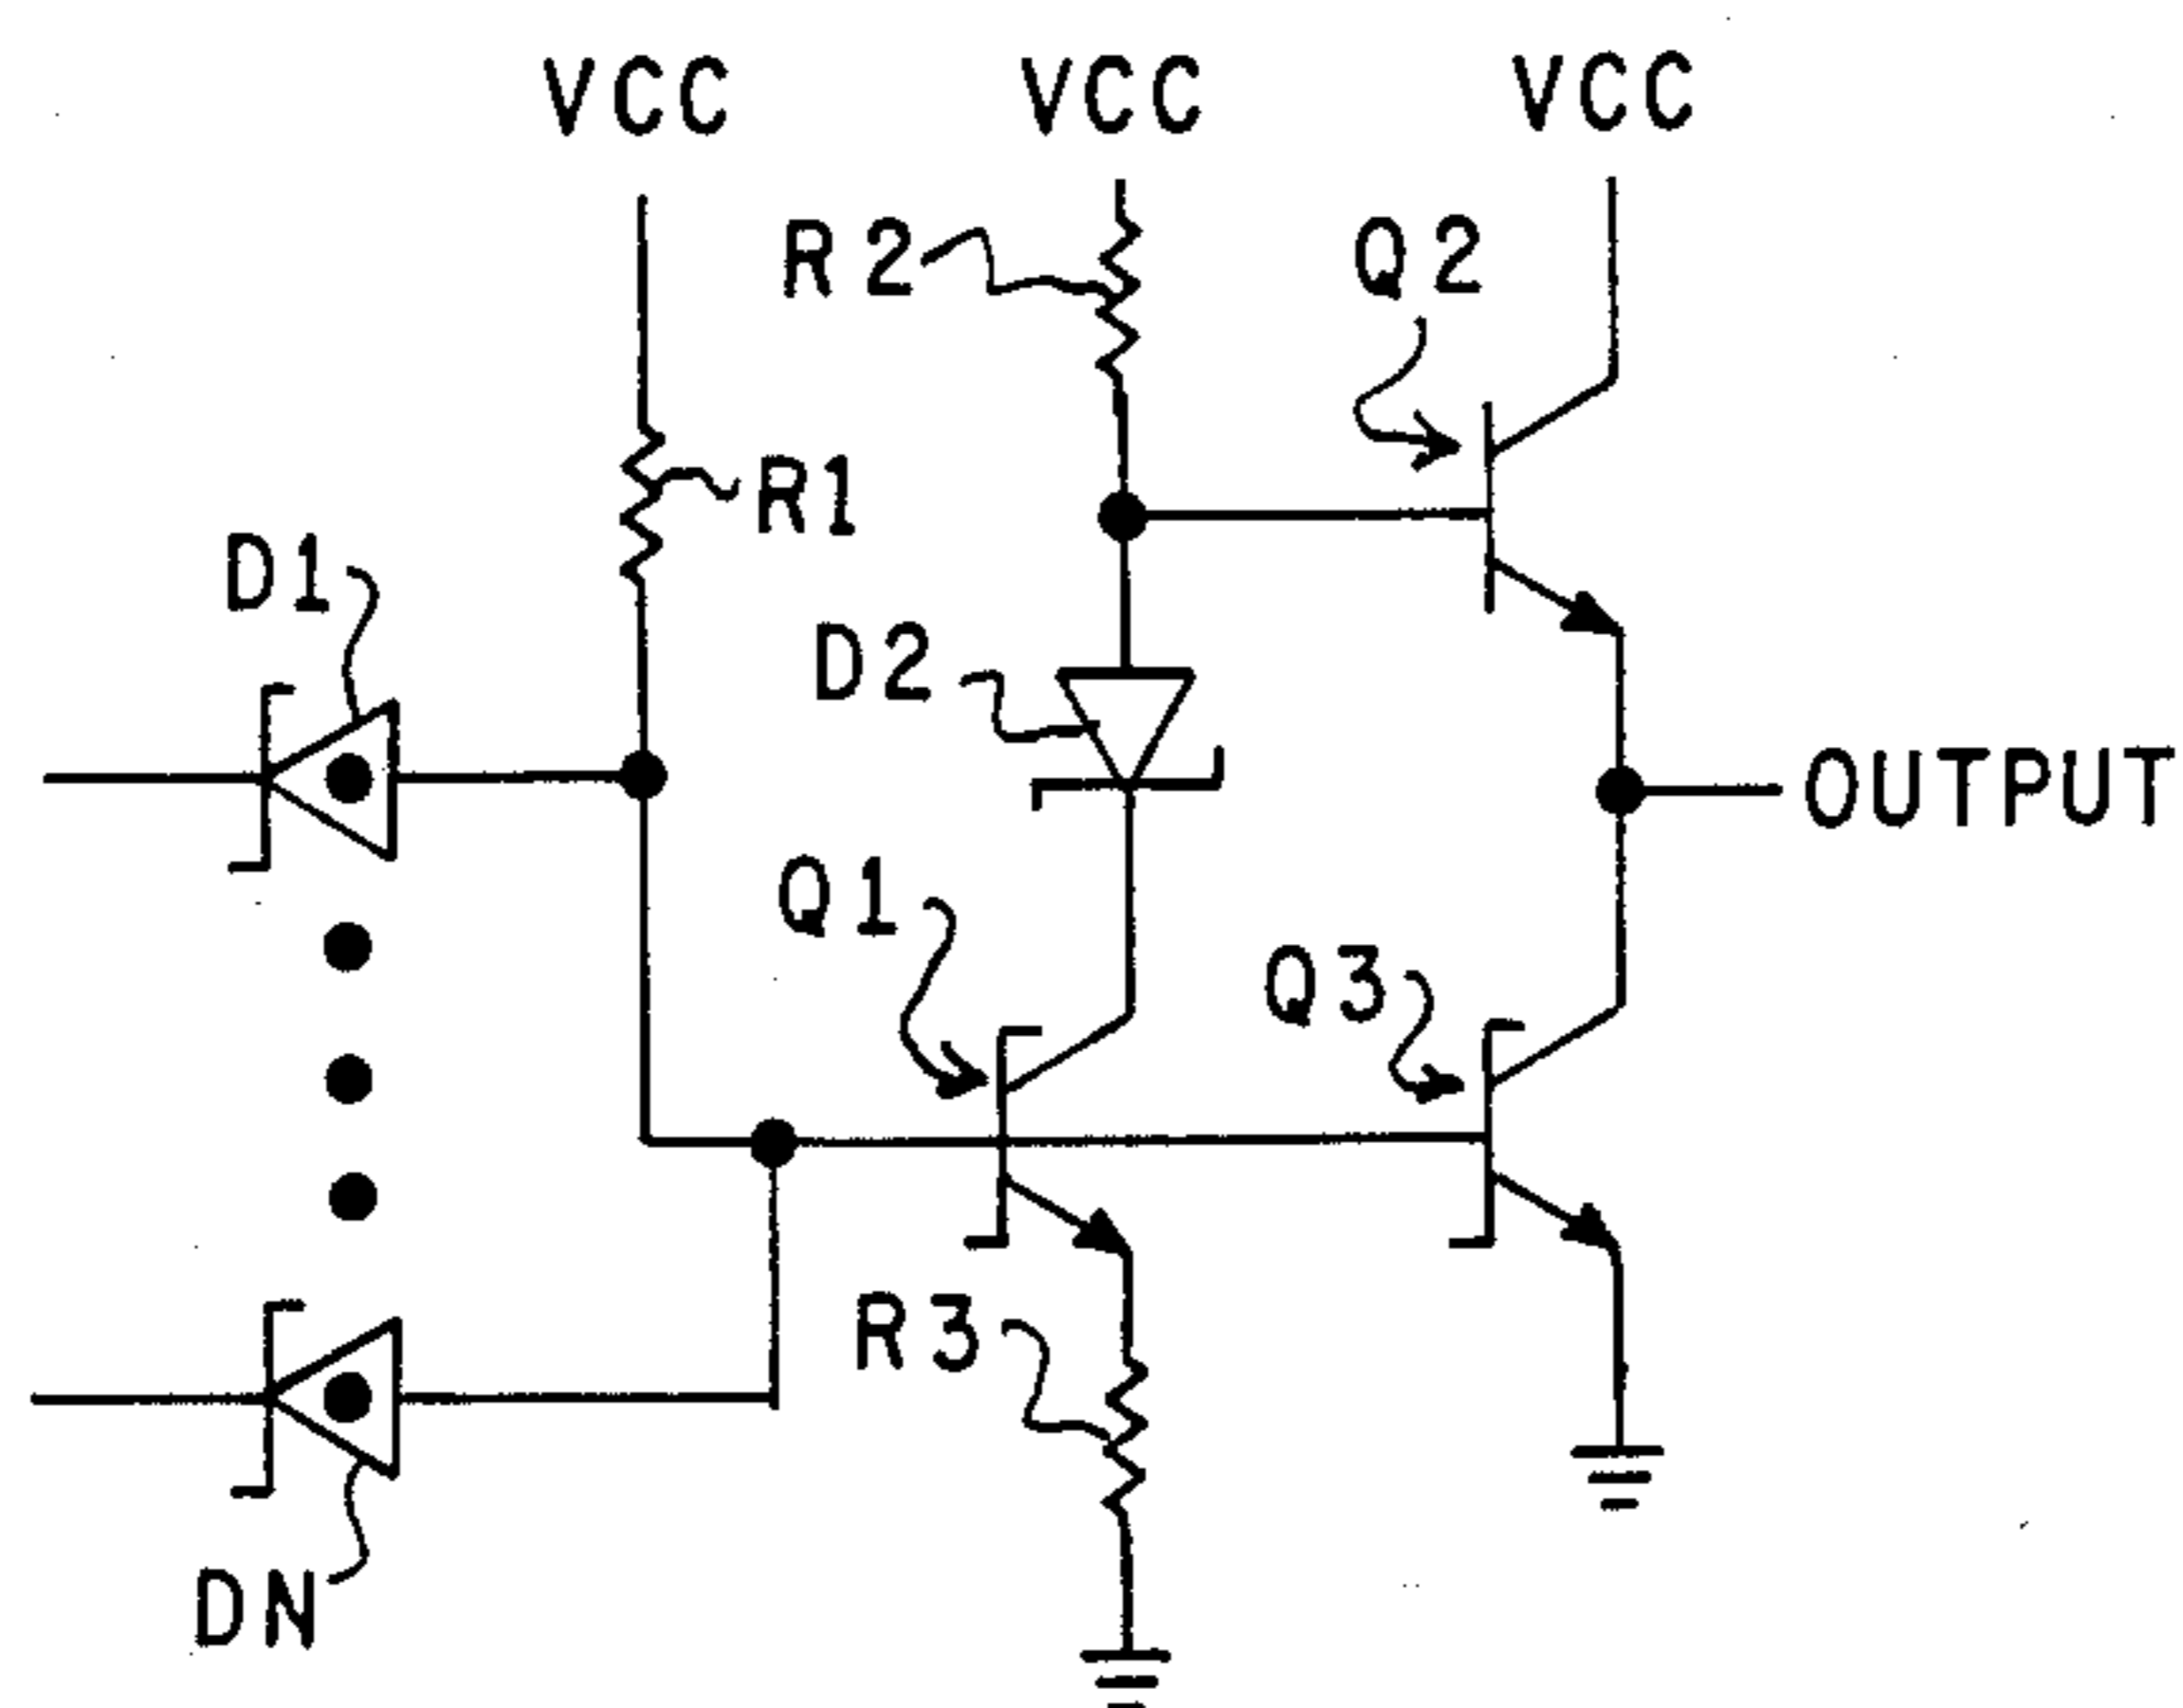 VCC VCC VCC
R2 Q2
R1
D1
D2
OUTPUT
Q1
Q3
R3
DN